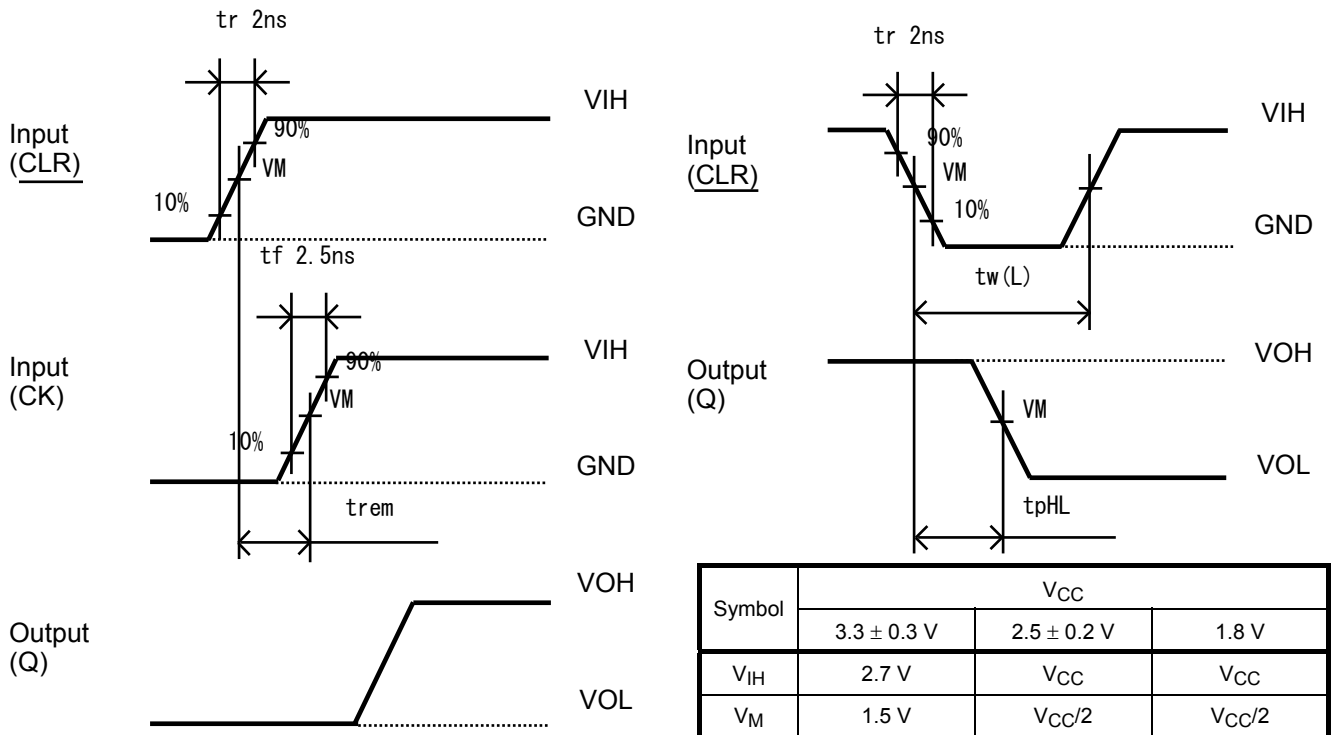 tr 2ns
Input
(CLR)
VIH
90%
VM
10%
GND
tf 2.5ns
Input
(CK)
VIH
90%
VM
10%
GND
trem
Output
(Q)
VOH
VOL
tr 2ns
Input
(CLR)
VIH
90%
VM
10%
GND
tw(L)
Output
(Q)
VOH
VM
VOL
tpHL
Symbol VCC
3.3 ± 0.3 V 2.5 ± 0.2 V 1.8 V
VIH 2.7 V VCC VCC
VM 1.5 V VCC/2 VCC/2